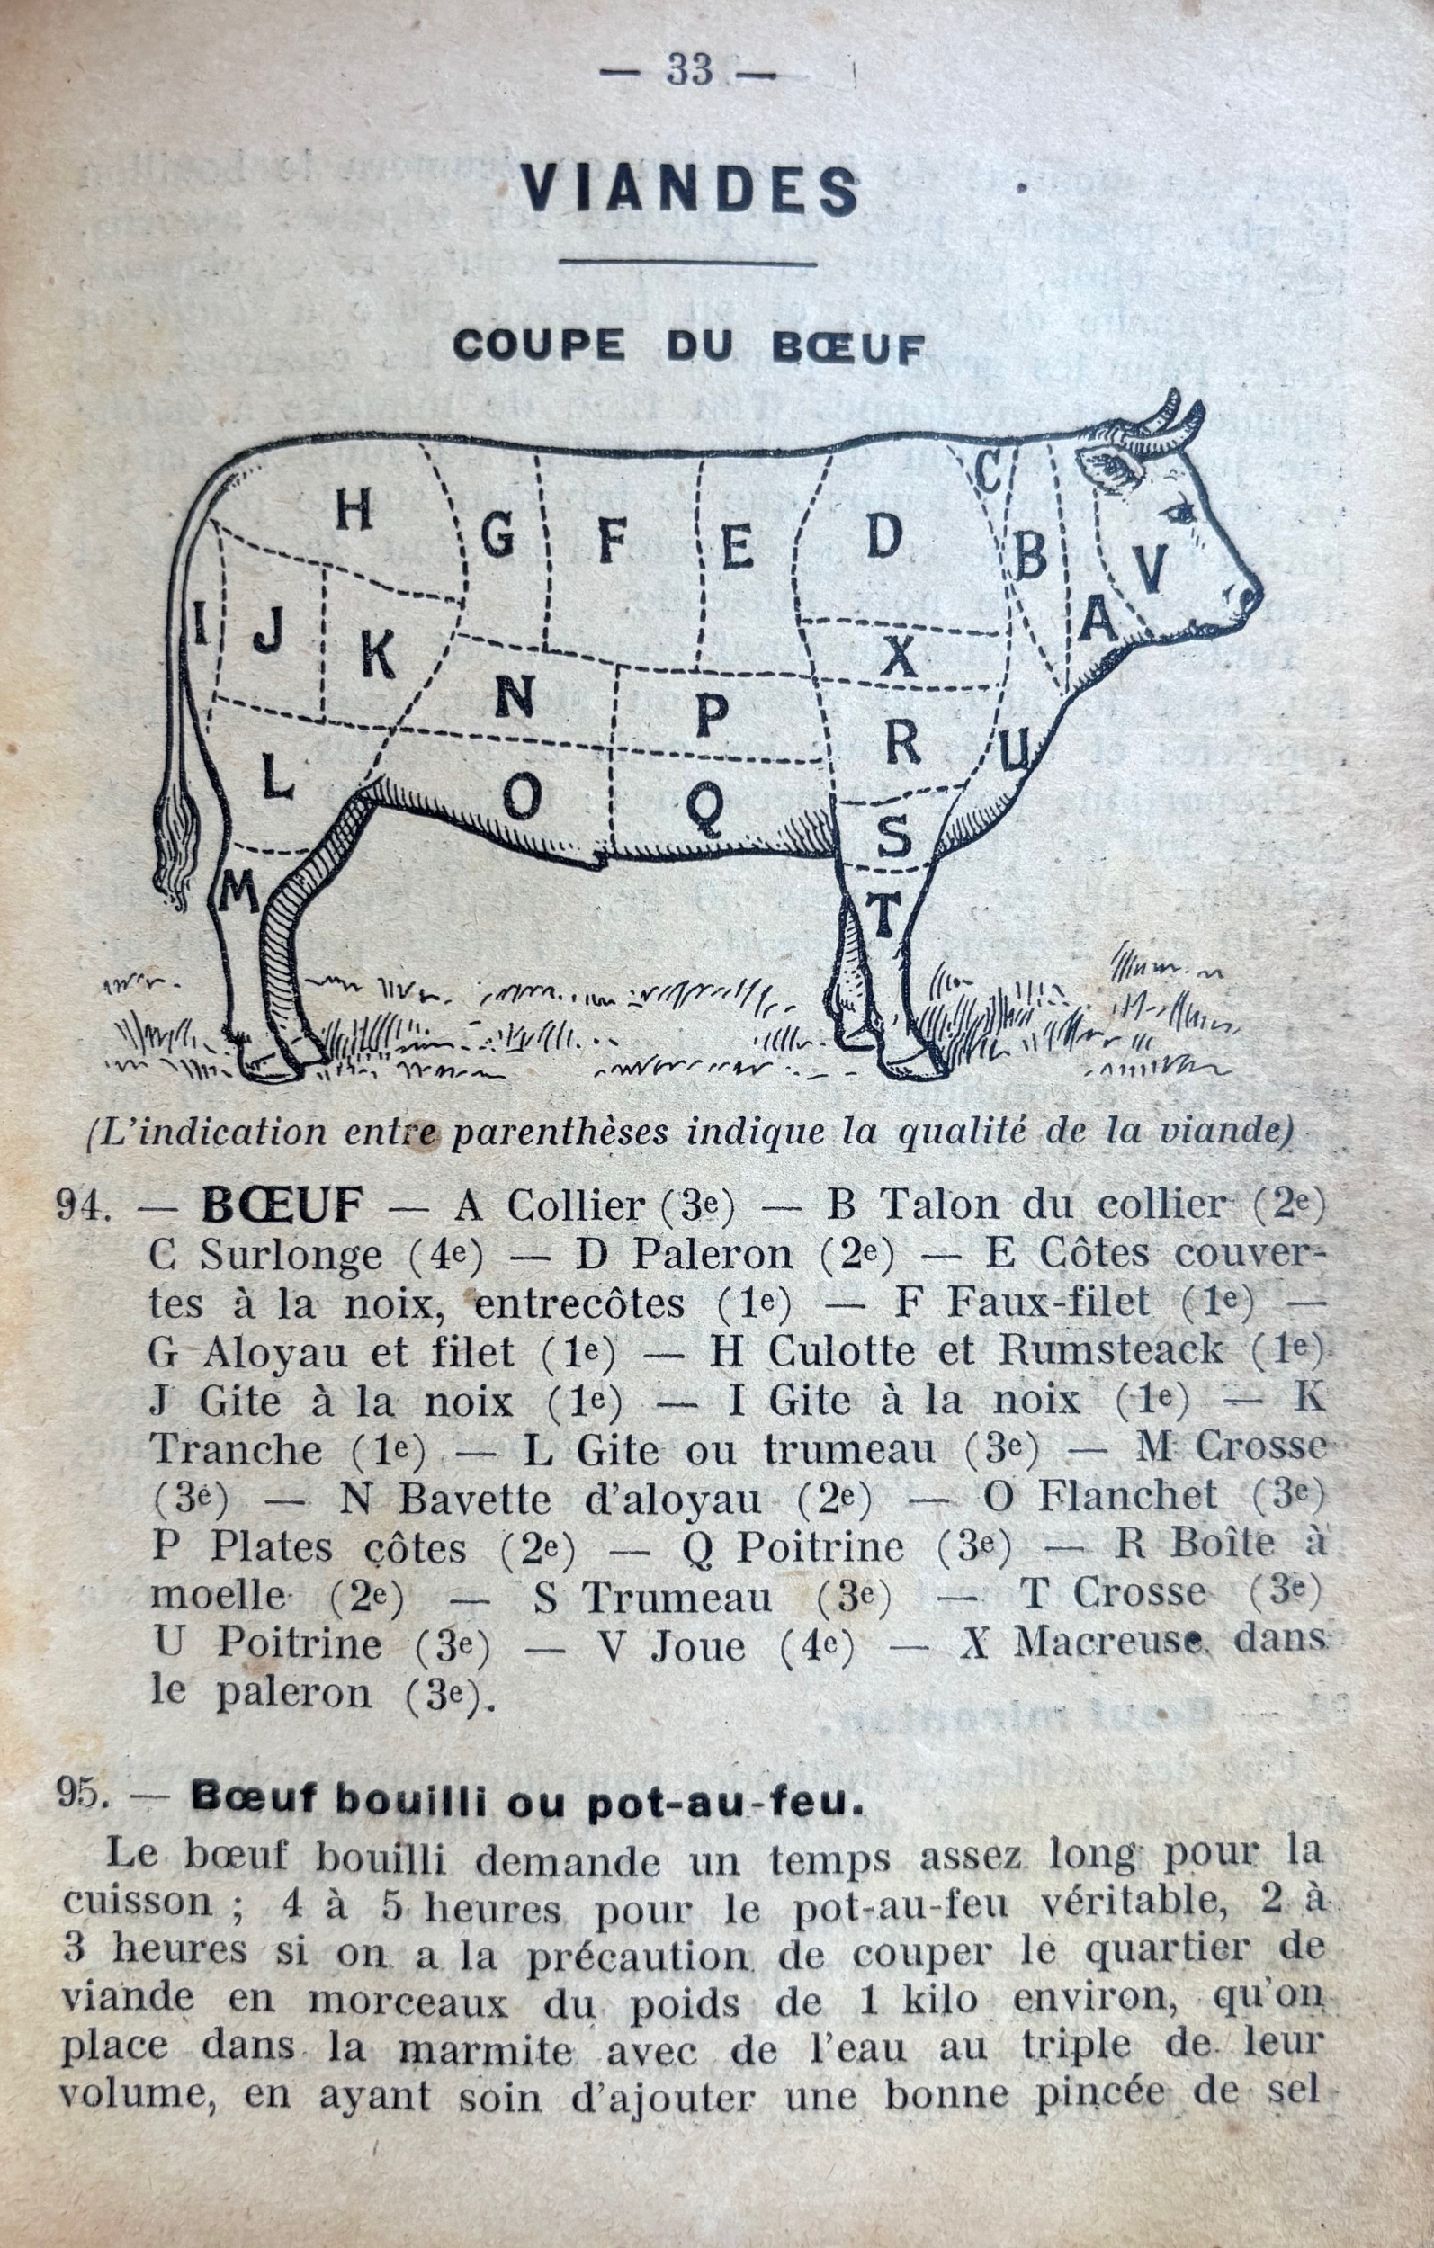 — 33 —
VIANDES
COUPE DU BŒUF
H G F E D C B A V
I J K N P X R U
L O Q S
M T
(L'indication entre parenthèses indique la qualité de la viande)
94. — BŒUF — A Collier (3e) — B Talon du collier (2e)
C Surlonge (4e) — D Paleron (2e) — E Côtes couver-
tes à la noix, entrecôtes (1e) — F Faux-filet (1e) —
G Aloyau et filet (1e) — H Culotte et Rumsteack (1e)
J Gite à la noix (1e) — I Gite à la noix (1e) — K
Tranche (1e) — L Gite ou trumeau (3e) — M Crosse
(3e) — N Bavette d'aloyau (2e) — O Flanchet (3e)
P Plates côtes (2e) — Q Poitrine (3e) — R Boîte à
moelle (2e) — S Trumeau (3e) — T Crosse (3e)
U Poitrine (3e) — V Joue (4e) — X Macreuse dans
le paleron (3e).
95. — Bœuf bouilli ou pot-au-feu.
Le bœuf bouilli demande un temps assez long pour la
cuisson ; 4 à 5 heures pour le pot-au-feu véritable, 2 à
3 heures si on a la précaution de couper le quartier de
viande en morceaux du poids de 1 kilo environ, qu'on
place dans la marmite avec de l'eau au triple de leur
volume, en ayant soin d'ajouter une bonne pincée de sel